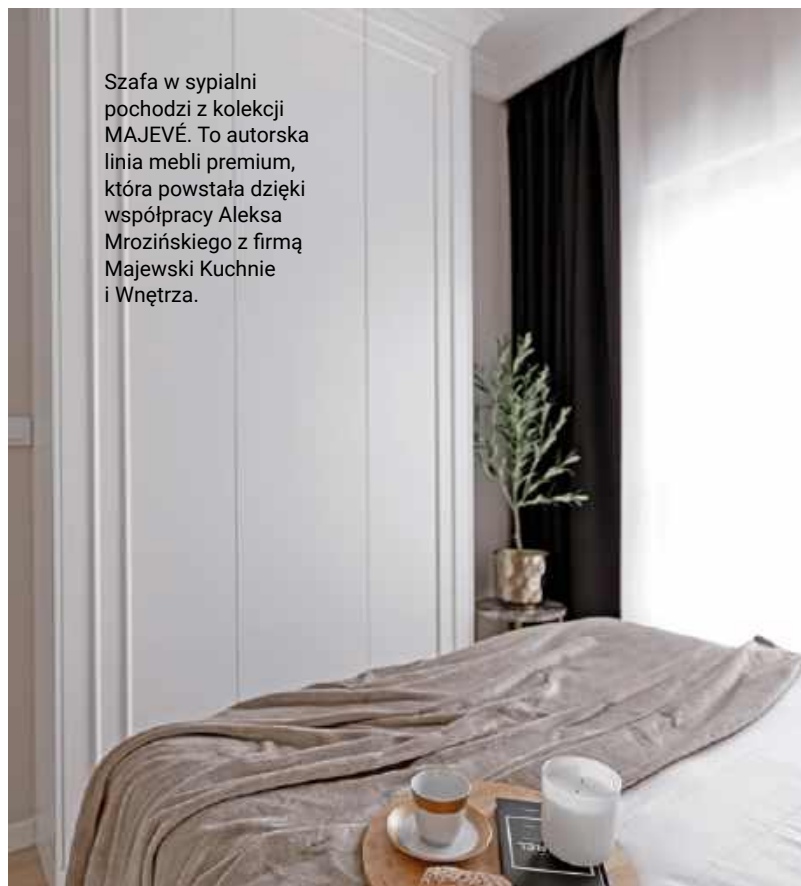 Szafa w sypialni
pochodzi z kolekcji
MAJEVÉ. To autorska
linia mebli premium,
która powstała dzięki
współpracy Aleksa
Mrozińskiego z firmą
Majewski Kuchnie
i Wnętrza.